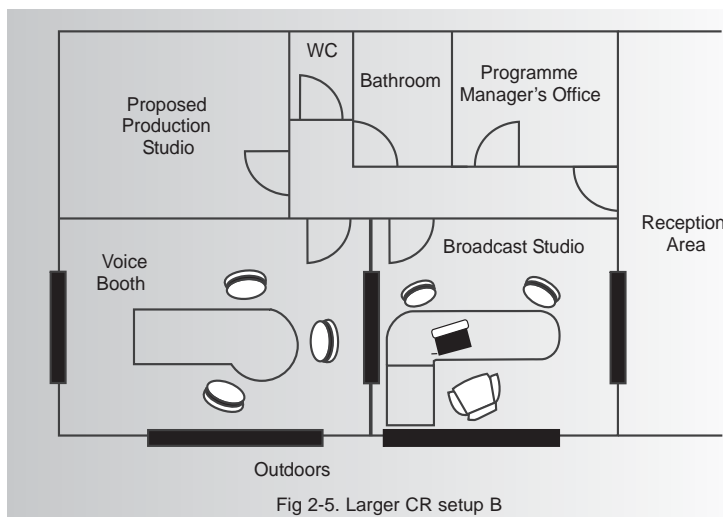 WC
Bathroom
Programme
Manager's Office
Proposed
Production
Studio
Reception
Area
Voice
Booth
Broadcast Studio
Outdoors
Fig 2-5. Larger CR setup B